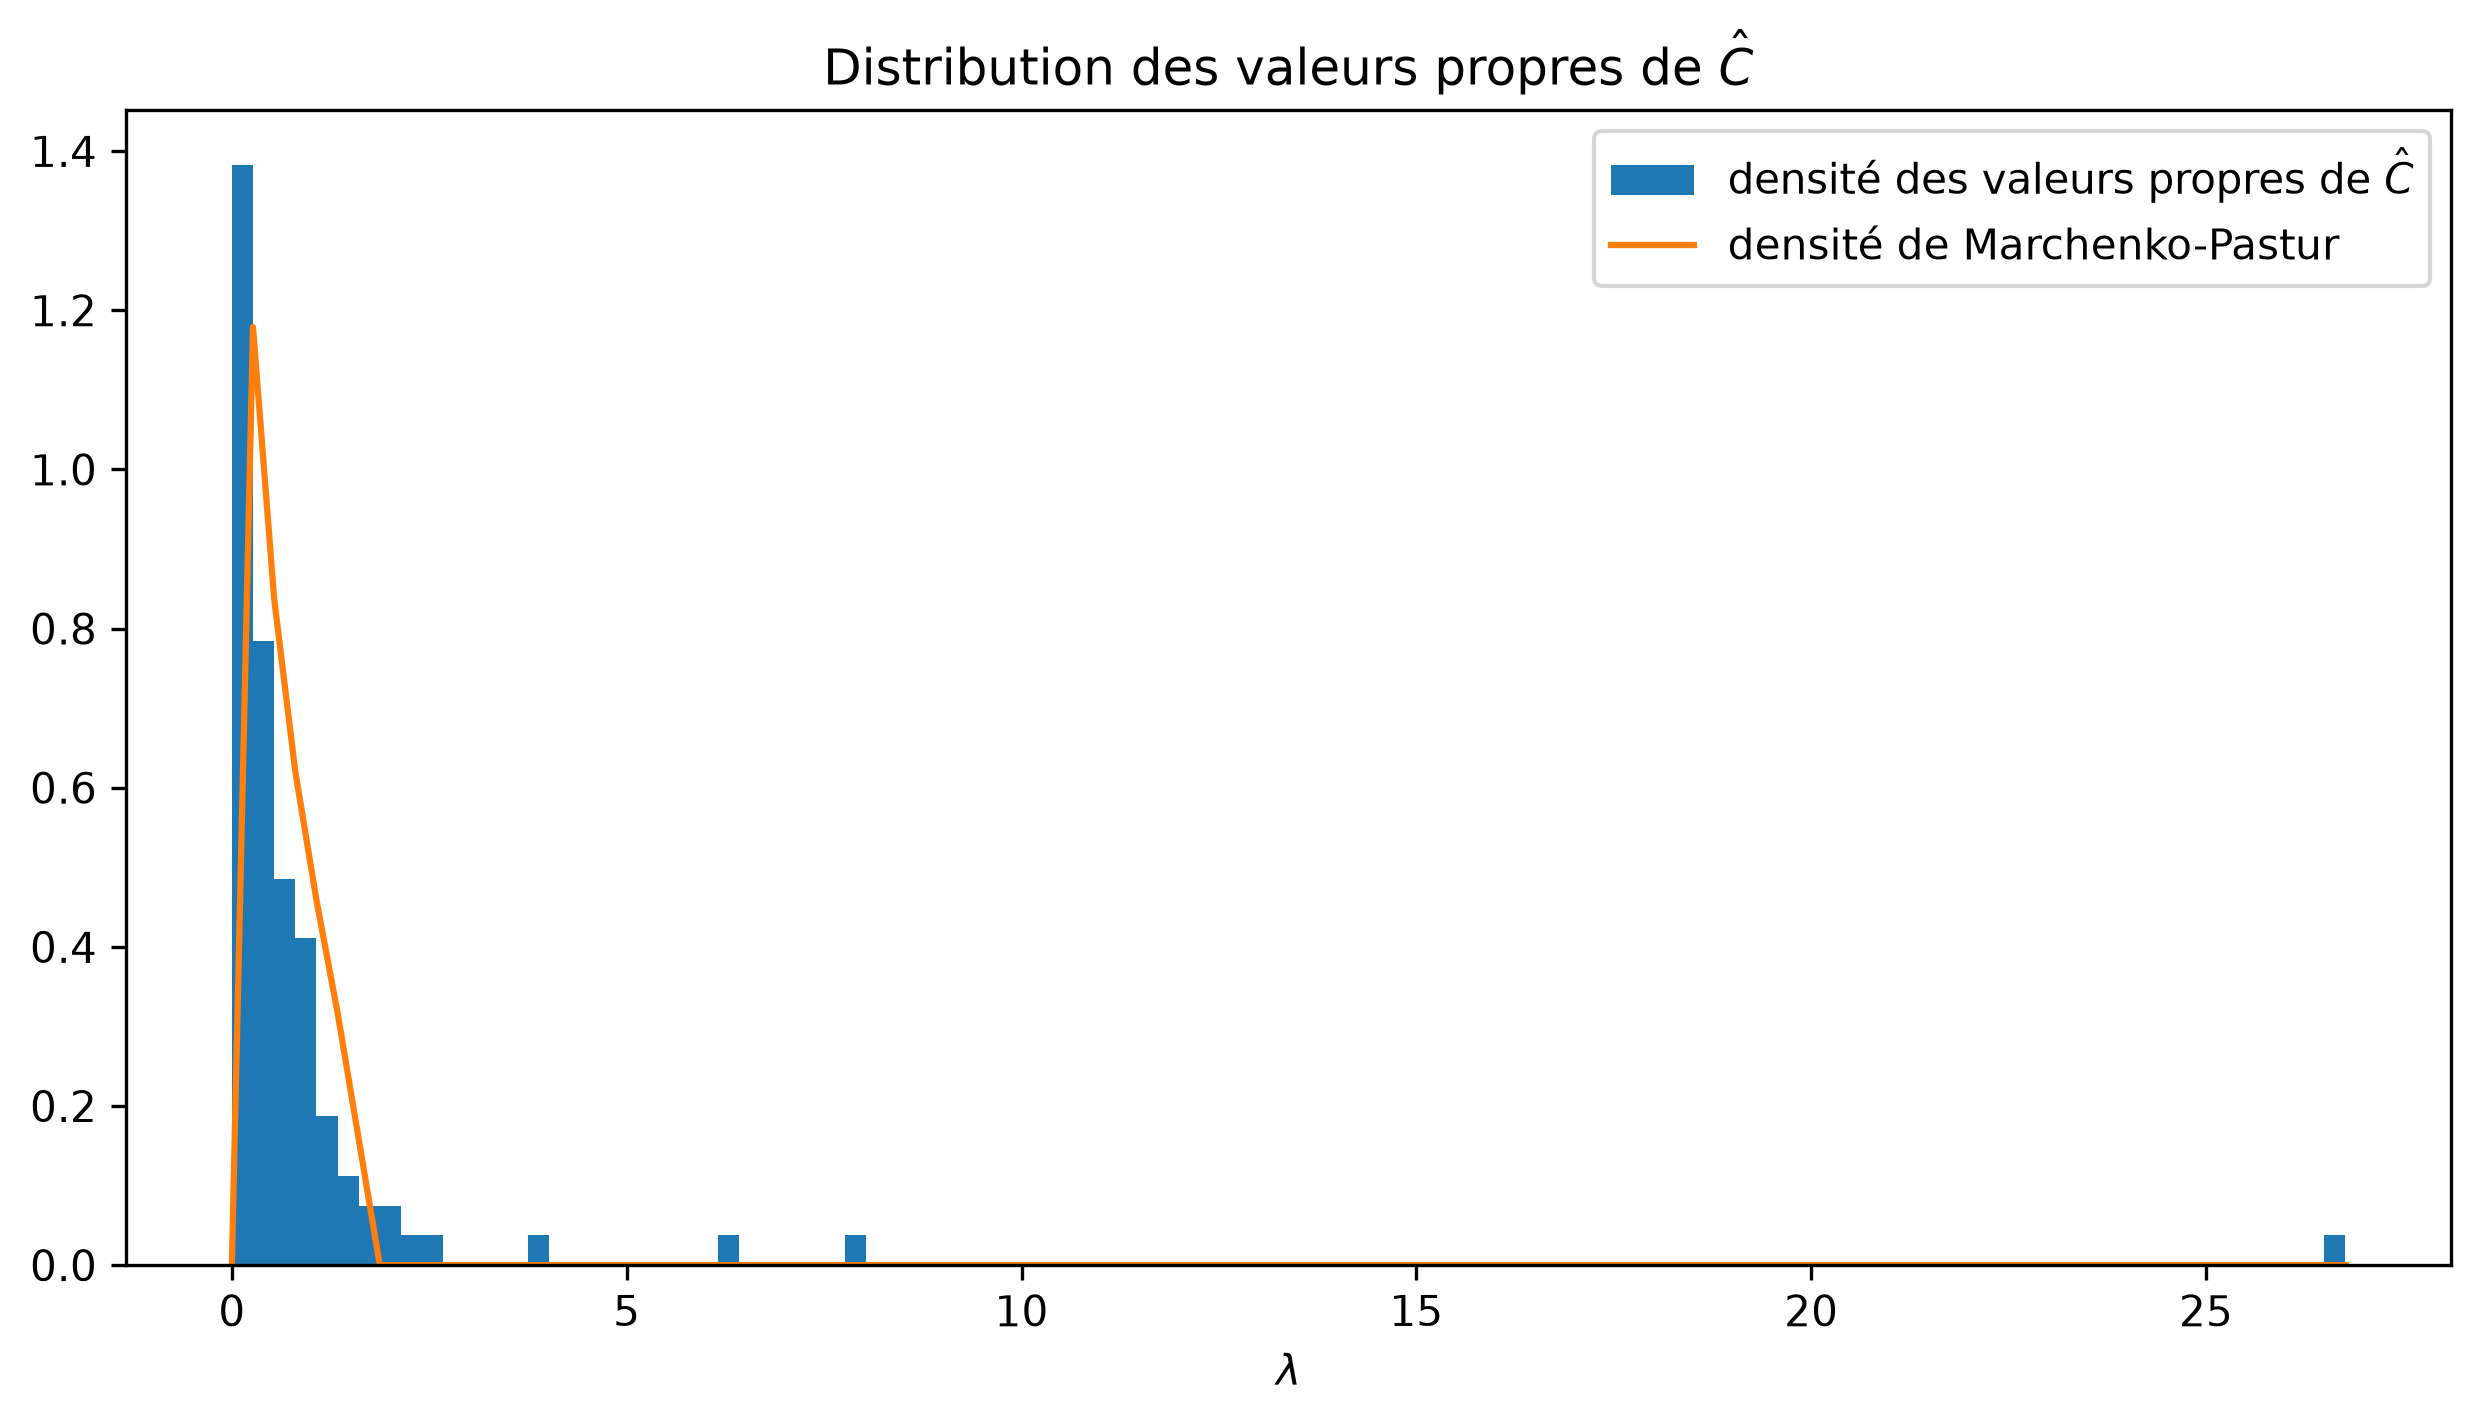 Distribution des valeurs propres de Ĉ
densité des valeurs propres de Ĉ
densité de Marchenko-Pastur
1.4
1.2
1.0
0.8
0.6
0.4
0.2
0.0
0 5 10 15 20 25
λ